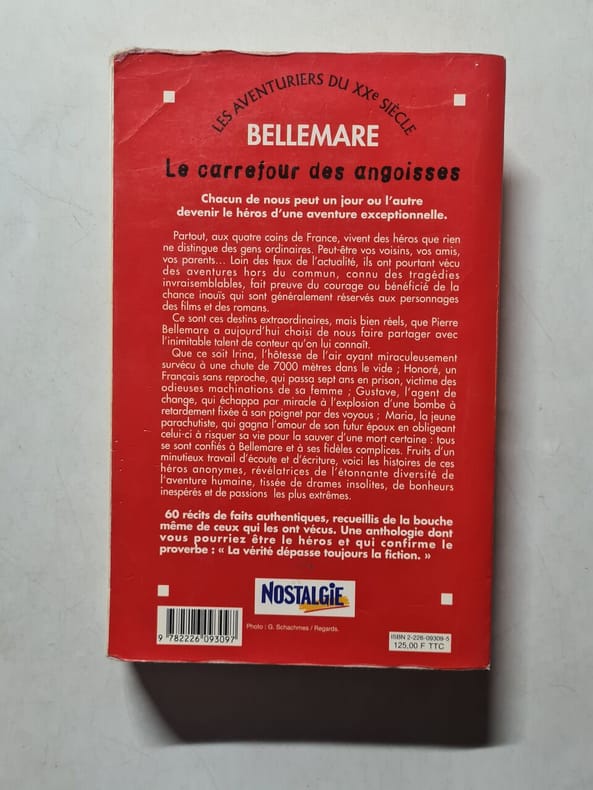 LES AVENTURIERS DU XXe SIÈCLE
BELLEMARE
Le carrefour des angoisses
Chacun de nous peut un jour ou l'autre
devenir le héros d'une aventure exceptionnelle.
Partout, aux quatre coins de France, vivent des héros que rien
ne distingue des gens ordinaires. Peut-être vos voisins, vos amis,
vos parents... Loin des feux de l'actualité, ils ont pourtant vécu
des aventures hors du commun, connu des tragédies
invraisemblables, fait preuve du courage ou bénéficié de la
chance inouïs qui sont généralement réservés aux personnages
des films et des romans.
Ce sont ces destins extraordinaires, mais bien réels, que Pierre
Bellemare a aujourd'hui choisi de nous faire partager avec
l'inimitable talent de conteur qu'on lui connaît.
Que ce soit Irina, l'hôtesse de l'air ayant miraculeusement
survécu à une chute de 7000 mètres dans le vide ; Honoré, un
Français sans reproche, qui passa sept ans en prison, victime des
odieuses machinations de sa femme ; Gustave, l'agent de
change, qui échappa par miracle à l'explosion d'une bombe à
retardement fixée à son poignet par des voyous ; Maria, la jeune
parachutiste, qui gagna l'amour de son futur époux en obligeant
celui-ci à risquer sa vie pour la sauver d'une mort certaine : tous
se sont confiés à Bellemare et à ses fidèles complices. Fruits d'un
minutieux travail d'écoute et d'écriture, voici les histoires de ces
héros anonymes, révélatrices de l'étonnante diversité de
l'aventure humaine, tissée de drames insolites, de bonheurs
inespérés et de passions les plus extrêmes.
60 récits de faits authentiques, recueillis de la bouche
même de ceux qui les ont vécus. Une anthologie dont
vous pourriez être le héros et qui confirme le
proverbe : « La vérité dépasse toujours la fiction. »
NOSTALGIE
9 782226 093097
Photo : G. Schachmes / Regards.
ISBN 2-226-09309-5
125,00 F TTC